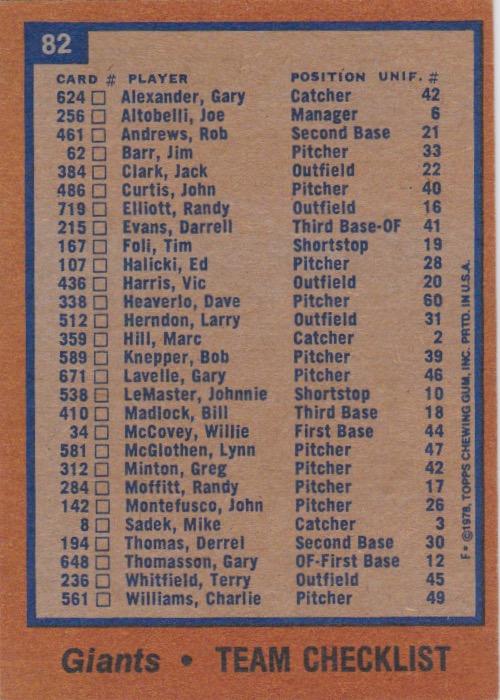 82
CARD # PLAYER POSITION UNIF. #
624 □ Alexander, Gary Catcher 42
256 □ Altobelli, Joe Manager 6
461 □ Andrews, Rob Second Base 21
62 □ Barr, Jim Pitcher 33
384 □ Clark, Jack Outfield 22
486 □ Curtis, John Pitcher 40
719 □ Elliott, Randy Outfield 16
215 □ Evans, Darrell Third Base-OF 41
167 □ Foli, Tim Shortstop 19
107 □ Halicki, Ed Pitcher 28
436 □ Harris, Vic Outfield 20
338 □ Heaverlo, Dave Pitcher 60
512 □ Herndon, Larry Outfield 31
359 □ Hill, Marc Catcher 2
589 □ Knepper, Bob Pitcher 39
671 □ Lavelle, Gary Pitcher 46
538 □ LeMaster, Johnnie Shortstop 10
410 □ Madlock, Bill Third Base 18
34 □ McCovey, Willie First Base 44
581 □ McGlothen, Lynn Pitcher 47
312 □ Minton, Greg Pitcher 42
284 □ Moffitt, Randy Pitcher 17
142 □ Montefusco, John Pitcher 26
8 □ Sadek, Mike Catcher 3
194 □ Thomas, Derrel Second Base 30
648 □ Thomasson, Gary OF-First Base 12
236 □ Whitfield, Terry Outfield 45
561 □ Williams, Charlie Pitcher 49
F* ©1978, TOPPS CHEWING GUM, INC. PRTD. IN U.S.A.
Giants • TEAM CHECKLIST